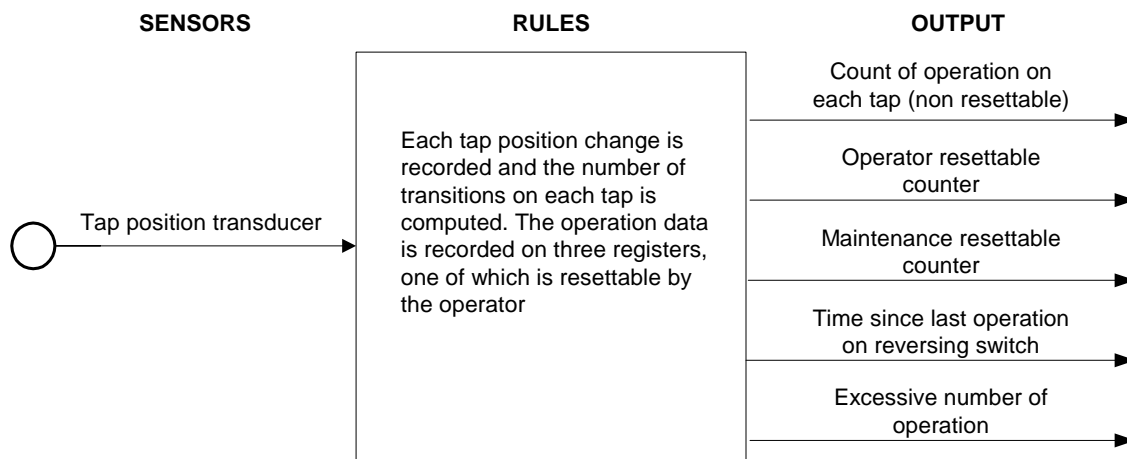 SENSORS
RULES
OUTPUT
Tap position transducer
Each tap position change is
recorded and the number of
transitions on each tap is
computed. The operation data
is recorded on three registers,
one of which is resettable by
the operator
Count of operation on
each tap (non resettable)
Operator resettable
counter
Maintenance resettable
counter
Time since last operation
on reversing switch
Excessive number of
operation